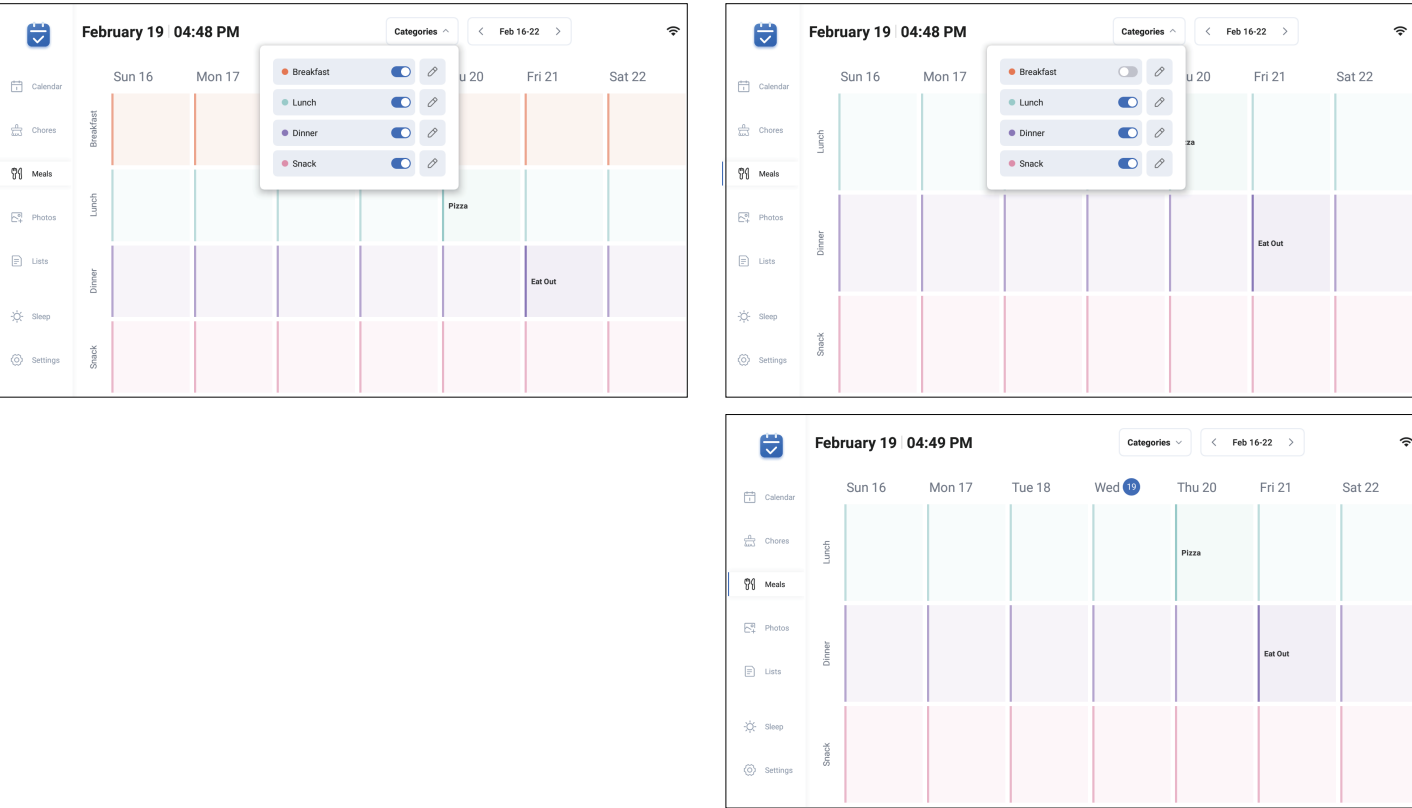 February 19 04:48 PM
Categories
Feb 16-22
Sun 16
Mon 17
u 20
Fri 21
Sat 22
Breakfast
Lunch
Dinner
Snack
Calendar
Chores
Meals
Photos
Lists
Sleep
Settings
Breakfast
Lunch
Dinner
Snack
Pizza
Eat Out
February 19 04:48 PM
Categories
Feb 16-22
Sun 16
Mon 17
u 20
Fri 21
Sat 22
Breakfast
Lunch
Dinner
Snack
Calendar
Chores
Meals
Photos
Lists
Sleep
Settings
Lunch
Dinner
Snack
za
Eat Out
February 19 04:49 PM
Categories
Feb 16-22
Sun 16
Mon 17
Tue 18
Wed 19
Thu 20
Fri 21
Sat 22
Calendar
Chores
Meals
Photos
Lists
Sleep
Settings
Lunch
Dinner
Snack
Pizza
Eat Out